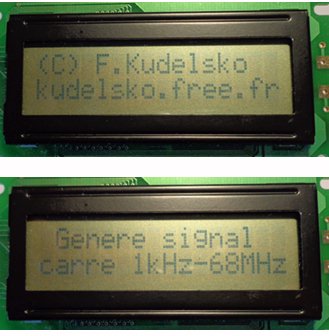 (C) F.Kudelsko
kudelsko.free.fr
Genere signal
carre 1kHz-68MHz